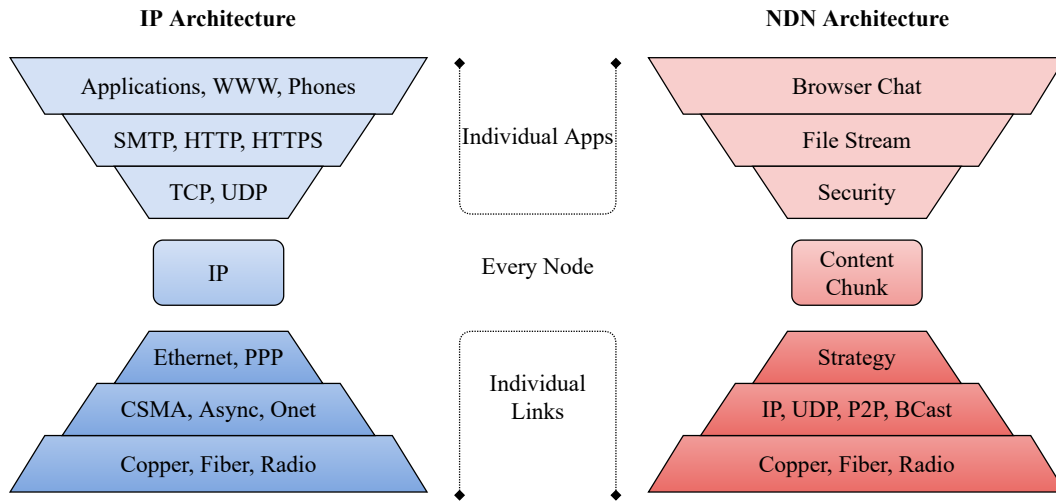 IP Architecture
NDN Architecture
Applications, WWW, Phones
Browser Chat
SMTP, HTTP, HTTPS
Individual Apps
File Stream
TCP, UDP
Security
IP
Every Node
Content
Chunk
Ethernet, PPP
Strategy
CSMA, Async, Onet
Individual
Links
IP, UDP, P2P, BCast
Copper, Fiber, Radio
Copper, Fiber, Radio